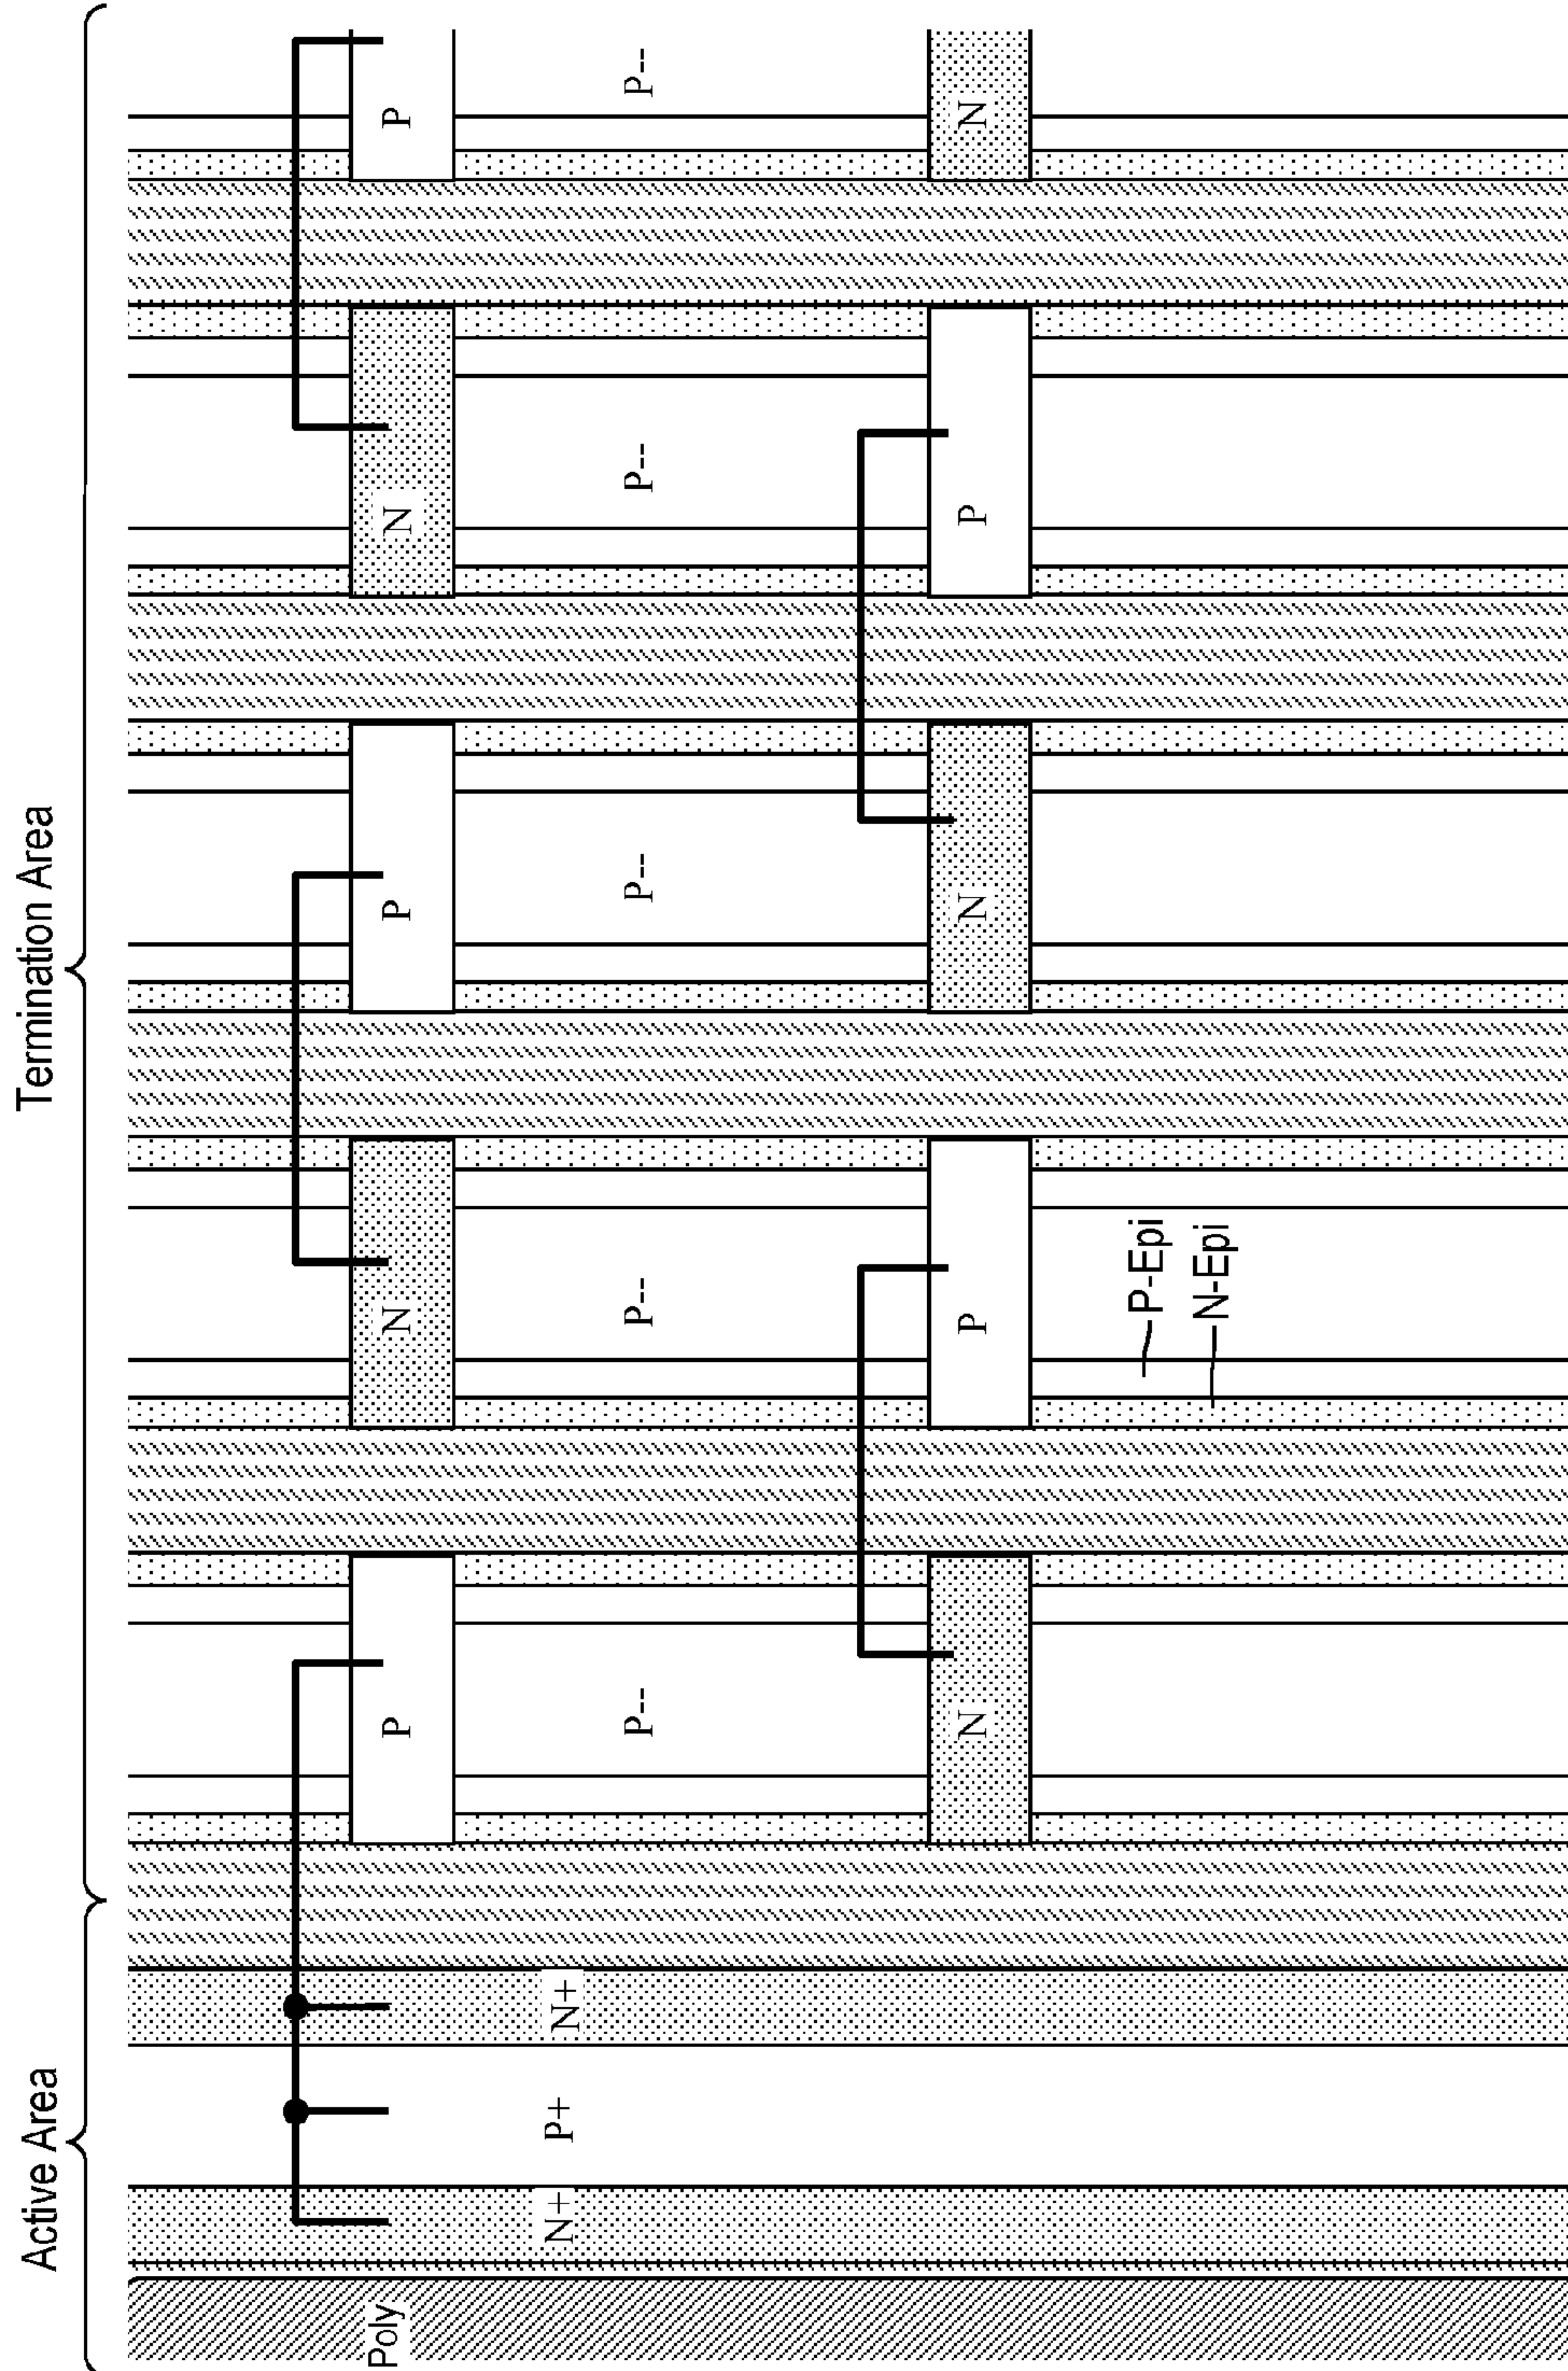 Active Area
Termination Area
Poly
P
N
P
N
P
N+
P+
N+
P--
P--
P--
P--
P--
N
P
N
P
N
P-Epi
N-Epi